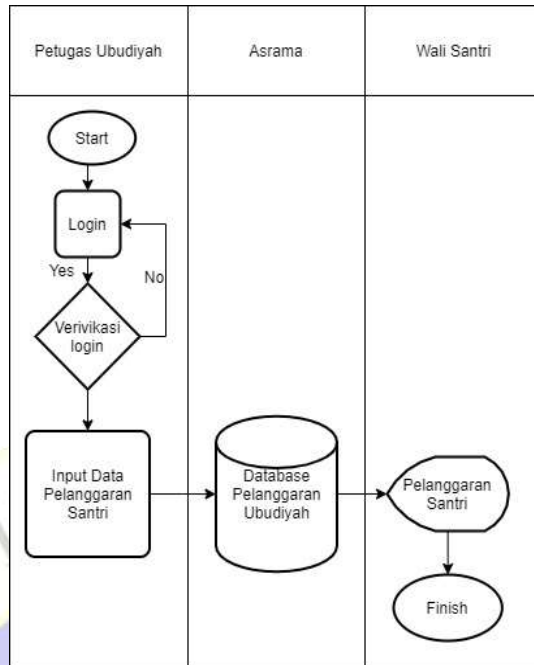 Petugas Ubudiyah
Asrama
Wali Santri
Start
Login
Yes
No
Verivikasi
login
Input Data
Pelanggaran
Santri
Database
Pelanggaran
Ubudiyah
Pelanggaran
Santri
Finish